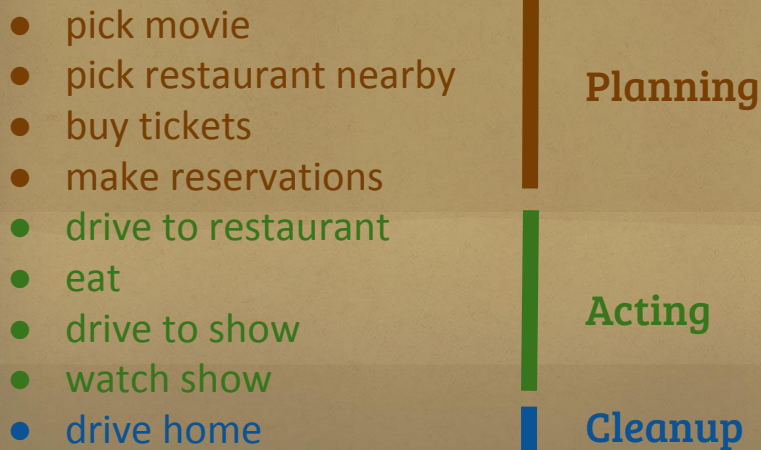 ● pick movie
● pick restaurant nearby
● buy tickets
● make reservations
Planning
● drive to restaurant
● eat
● drive to show
● watch show
Acting
● drive home
Cleanup